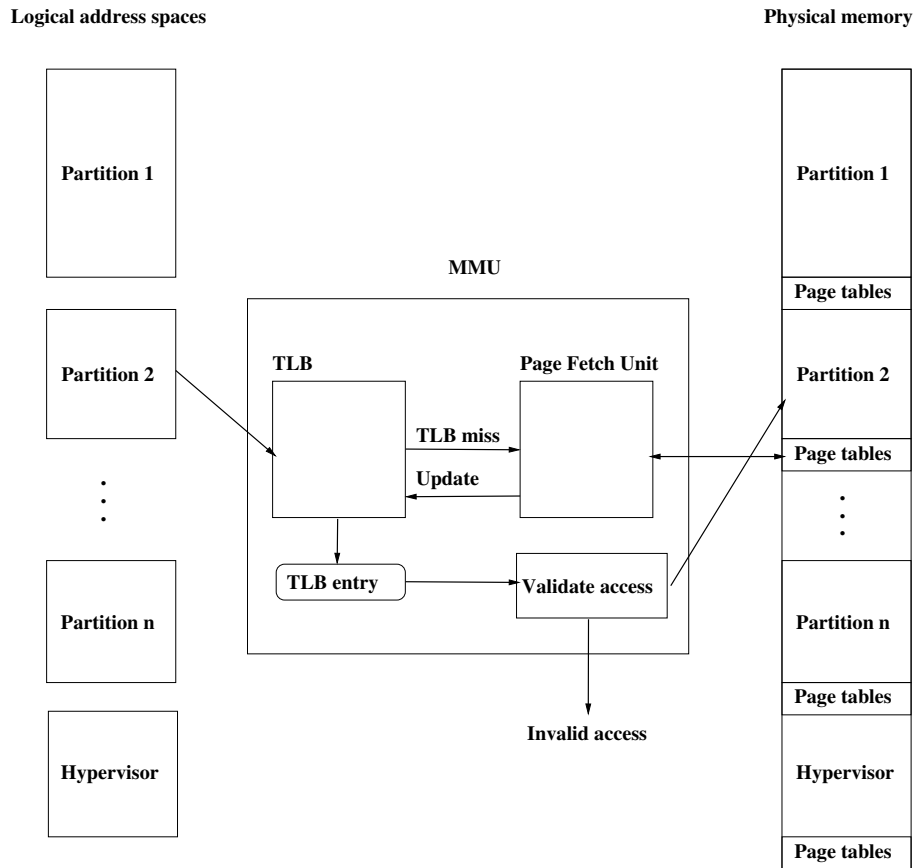 Logical address spaces
Physical memory
Partition 1
Partition 1
MMU
Page tables
TLB
Page Fetch Unit
Partition 2
Partition 2
TLB miss
Page tables
Update
TLB entry
Validate access
Partition n
Partition n
Page tables
Invalid access
Hypervisor
Hypervisor
Page tables